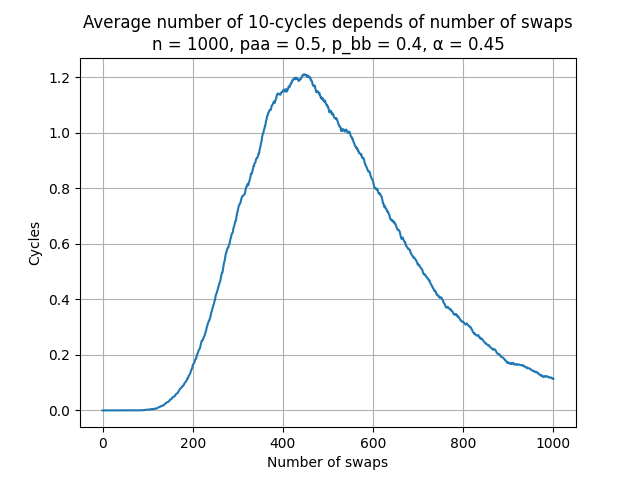 Average number of 10-cycles depends of number of swaps
n = 1000, paa = 0.5, p_bb = 0.4, α = 0.45
1.2
1.0
0.8
0.6
0.4
0.2
0.0
Cycles
0 200 400 600 800 1000
Number of swaps